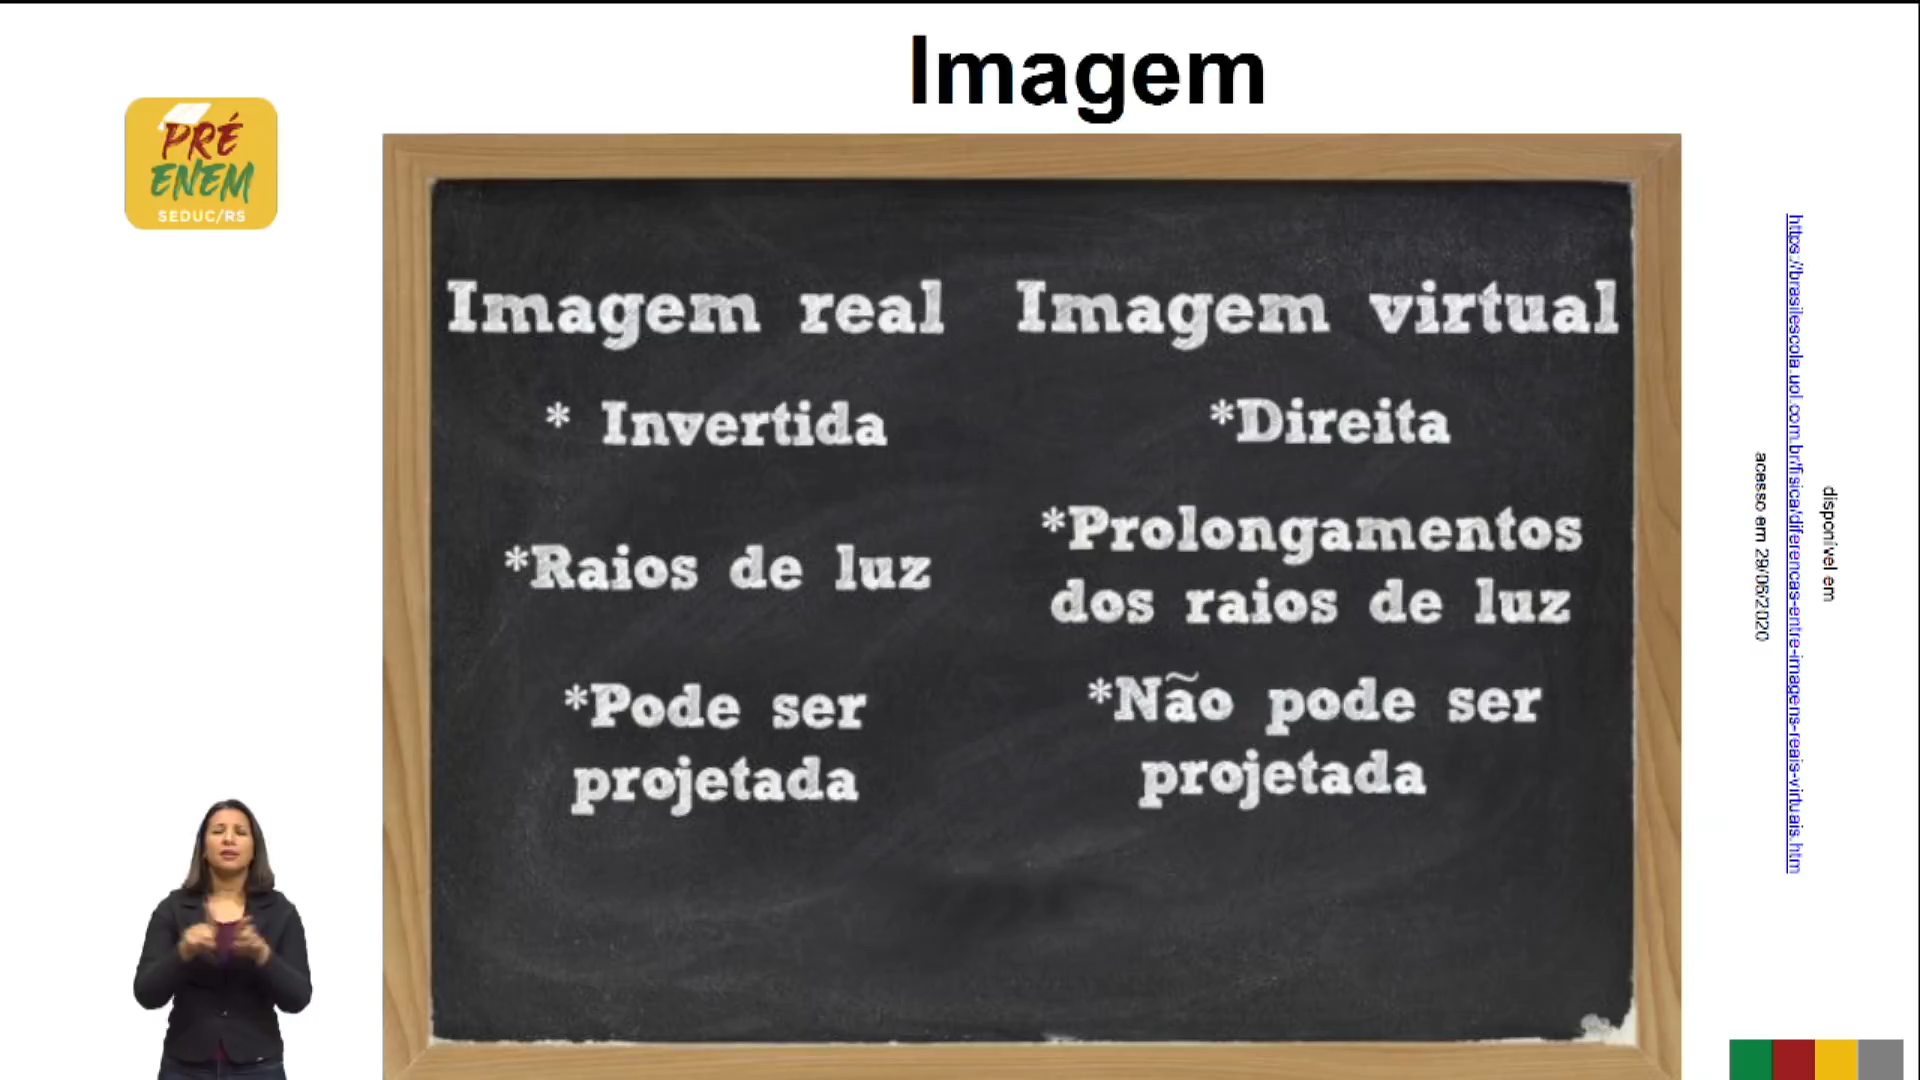 Imagem
PRÉ
ENEM
SEDUC/RS
Imagem real
* Invertida
*Raios de luz
*Pode ser
projetada
Imagem virtual
*Direita
*Prolongamentos
dos raios de luz
*Não pode ser
projetada
disponível em
https://brasilescola.uol.com.br/fisica/diferencas-entre-imagens-reais-virtuais.htm
acesso em 29/06/2020